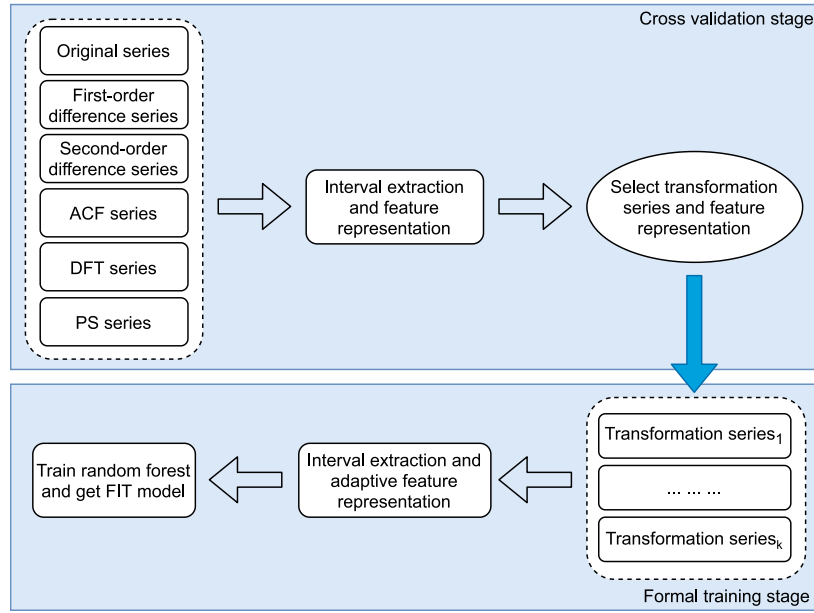 Cross validation stage
Original series
First-order
difference series
Second-order
difference series
ACF series
DFT series
PS series
Interval extraction
and feature
representation
Select transformation
series and feature
representation
Transformation series1
... ... ...
Transformation seriesk
Interval extraction and
adaptive feature
representation
Train random forest
and get FIT model
Formal training stage